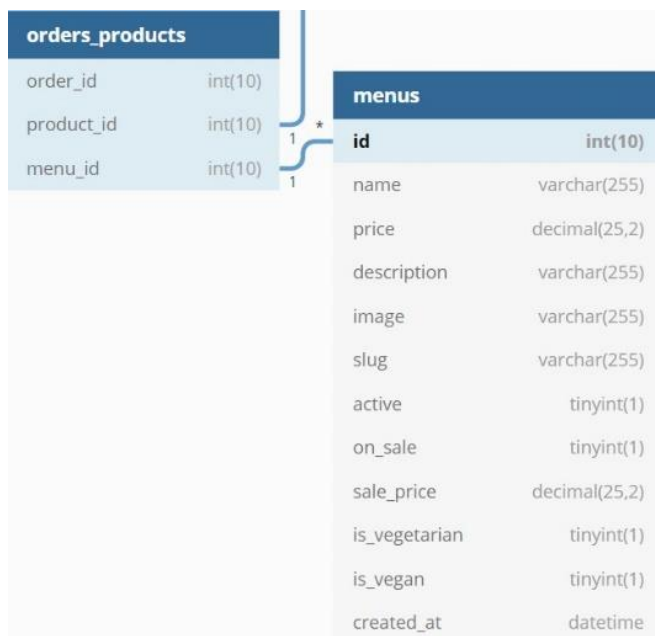 orders_products
order_id int(10)
product_id int(10)
menu_id int(10)
1
1
*
menus
id int(10)
name varchar(255)
price decimal(25,2)
description varchar(255)
image varchar(255)
slug varchar(255)
active tinyint(1)
on_sale tinyint(1)
sale_price decimal(25,2)
is_vegetarian tinyint(1)
is_vegan tinyint(1)
created_at datetime